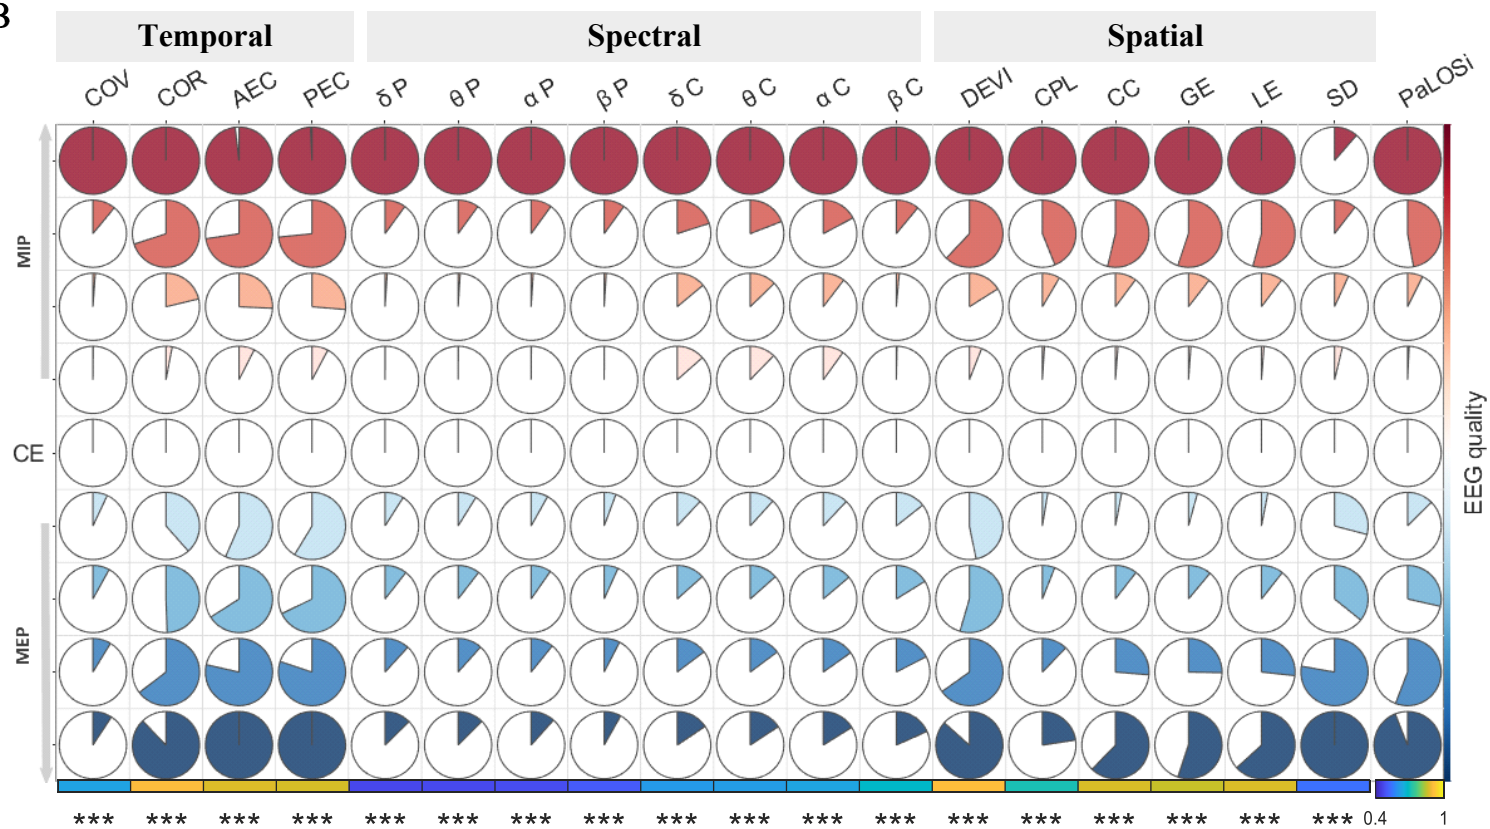 B
Temporal Spectral Spatial
COV COR AEC PEC δ P θ P α P β P δ C θ C α C β C DEVI CPL CC GE LE SD PaLOSi
MIP
CE
MEP
EEG quality
*** *** *** *** *** *** *** *** *** *** *** *** *** *** *** *** *** *** 0.4 1